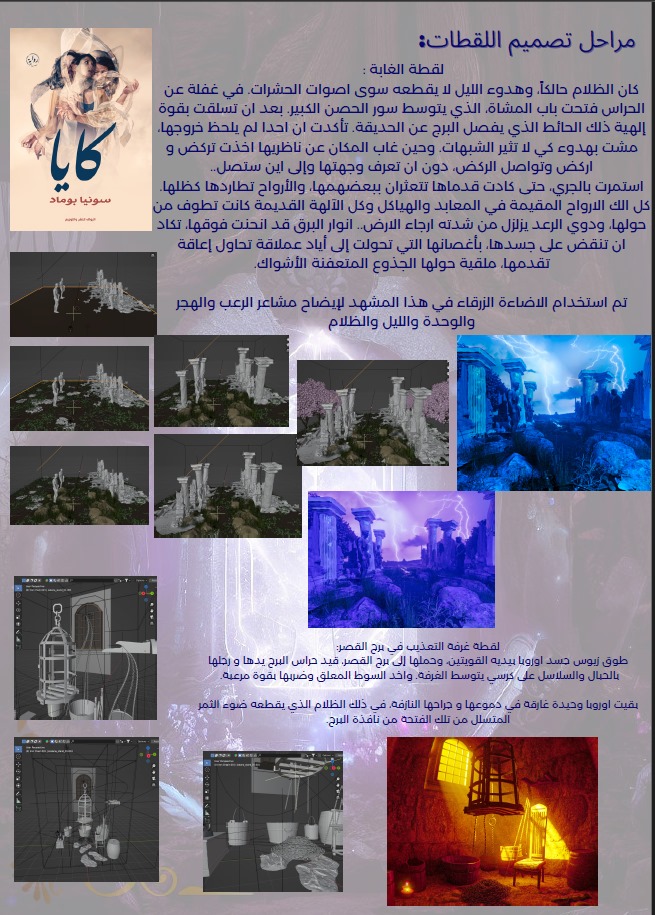 مراحل تصميم اللقطات:
لقطة الغابة :
كان الظلام حالكاً، وهدوء الليل لا يقطعه سوى اصوات الحشرات. في غفلة عن
الحراس فتحت باب المشاة، الذي يتوسط سور الحصن الكبير. بعد ان تسلقت بقوة
إلهية ذلك الحائط الذي يفصل البرج عن الحديقة. تأكدت ان احدا لم يلحظ خروجها،
مشت بهدوء كي لا تثير الشبهات. وحين غاب المكان عن ناظريها اخذت تركض و
اركض وتواصل الركض، دون ان تعرف وجهتها وإلى اين ستصل..
استمرت بالجري، حتى كادت قدماها تتعثران ببعضهما، والأرواح تطاردها كظلها.
كل الك الارواح المقيمة في المعابد والهياكل وكل الآلهة القديمة كانت تطوف من
حولها، ودوي الرعد يزلزل من شدته ارجاء الارض.. انوار البرق قد انحنت فوقها، تكاد
ان تنقض على جسدها، بأغصانها التي تحولت إلى أياد عملاقة تحاول إعاقة
تقدمها، ملقية حولها الجذوع المتعفنة الأشواك.
تم استخدام الاضاءة الزرقاء في هذا المشهد لإيضاح مشاعر الرعب والهجر
والوحدة والليل والظلام
رواية
كايا
سونيا بوماد
لقطة غرفة التعذيب في برج القصر:
طوق زيوس جسد اوروبا بيديه القويتين، وحملها إلى برج القصر. قيد حراس البرج يدها و رجلها
بالحبال والسلاسل على كرسي يتوسط الغرفة. واخد السوط المعلق وضربها بقوة مرعبة.
بقيت اوروبا وحيدة غارقة في دموعها و جراحها النازفة. في ذلك الظلام الذي يقطعه ضوء القمر
المتسلل من تلك الفتحة من نافذة البرج.